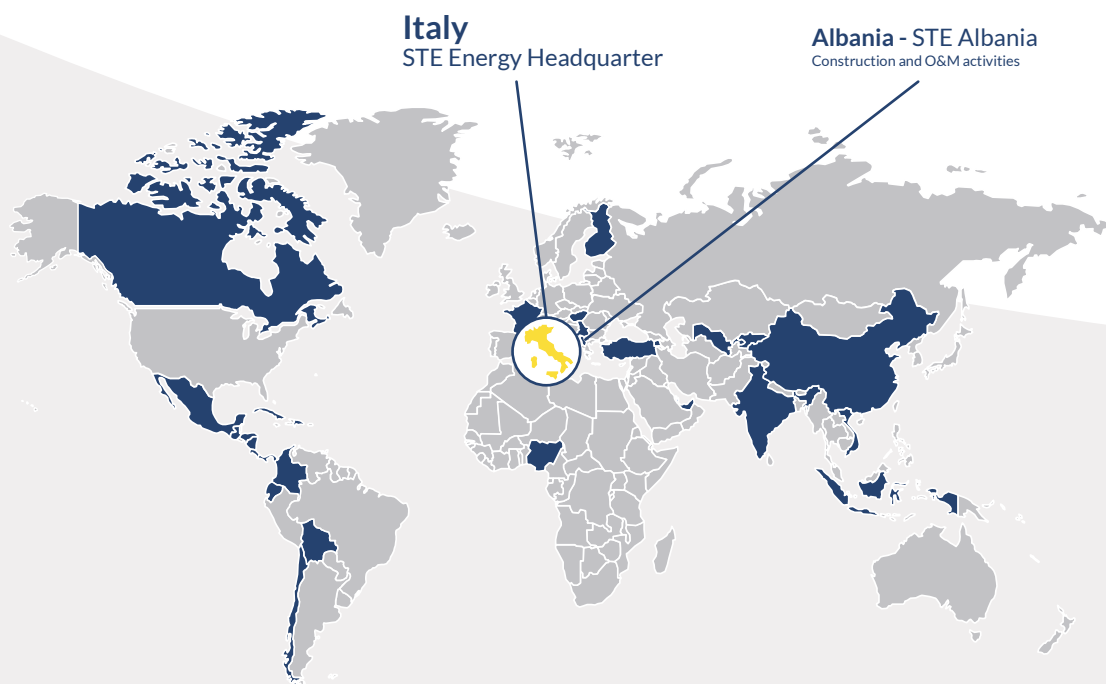 Italy
STE Energy Headquarter
Albania - STE Albania
Construction and O&M activities